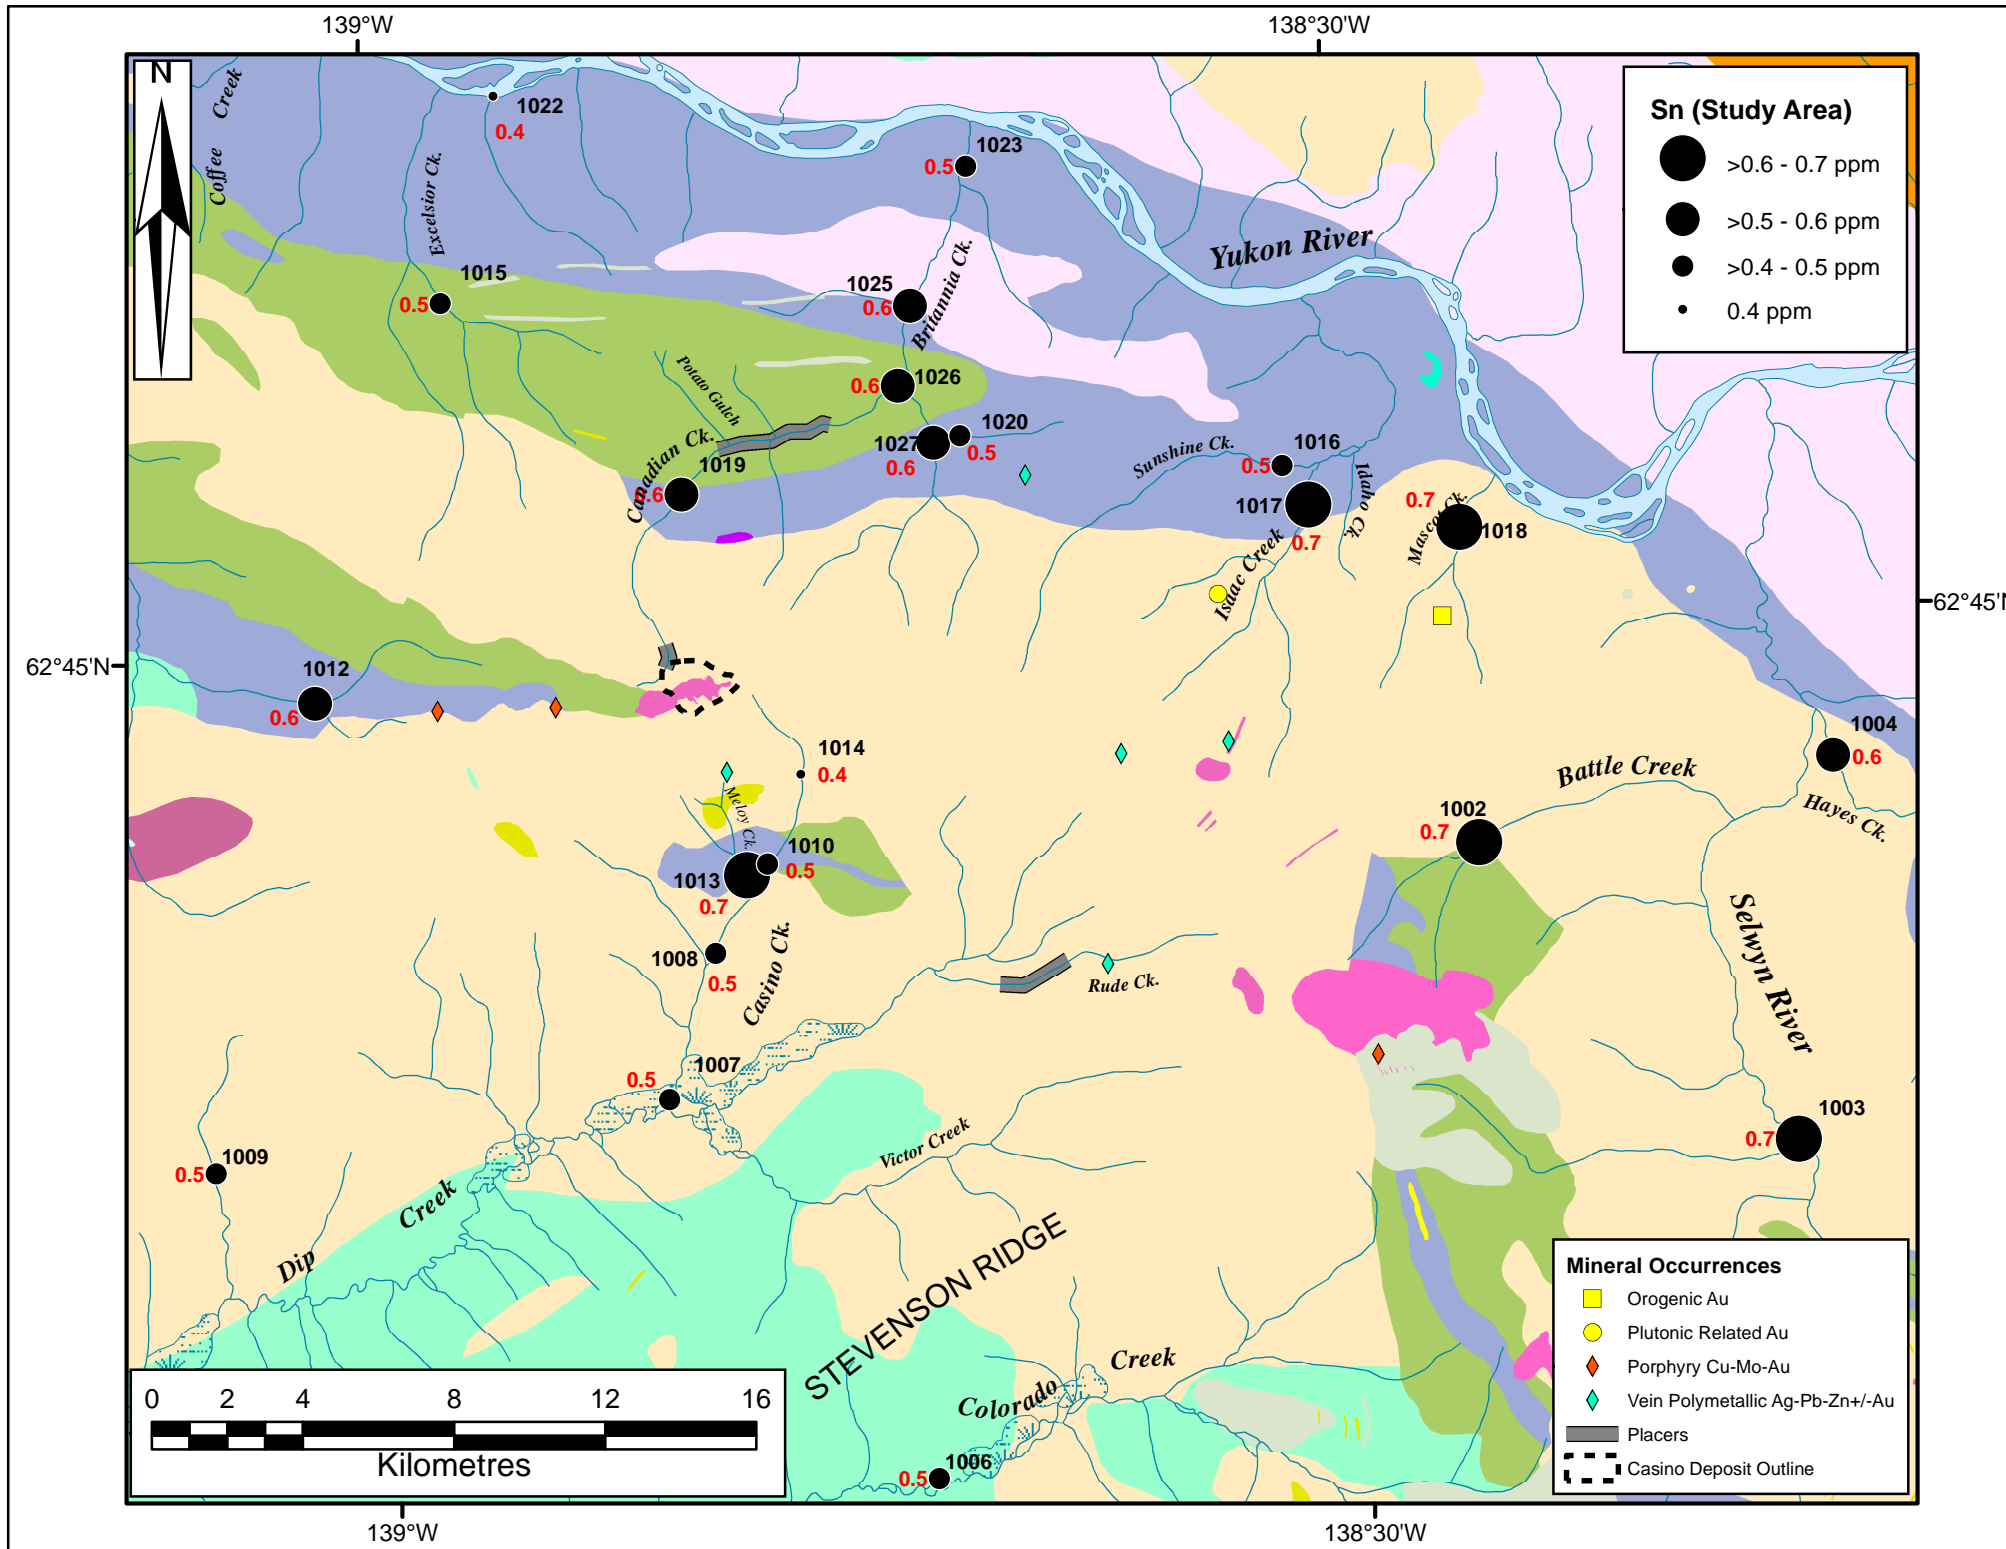 139°W
138°30'W
N
Coffee Creek
1022
0.4
Excelsior Ck.
1023
0.5
Sn (Study Area)
>0.6 - 0.7 ppm
>0.5 - 0.6 ppm
>0.4 - 0.5 ppm
0.4 ppm
Yukon River
1015
0.5
1025
0.6
Britannia Ck.
Potato Gulch
0.6
1026
Canadian Ck.
1019
0.6
1027
0.6
1020
0.5
Sunshine Ck.
1016
0.5
1017
0.7
Idaho Ck.
Isaac Creek
0.7
Mascot Ck.
1018
62°45'N
62°45'N
1012
0.6
1014
0.4
Meloy Ck.
1004
0.6
Battle Creek
Hayes Ck.
1002
0.7
1010
0.5
1013
0.7
1008
0.5
Casino Ck.
Rude Ck.
Selwyn River
1007
0.5
1003
0.7
1009
0.5
Victor Creek
Dip Creek
STEVENSON RIDGE
Colorado Creek
1006
0.5
Mineral Occurrences
Orogenic Au
Plutonic Related Au
Porphyry Cu-Mo-Au
Vein Polymetallic Ag-Pb-Zn+/-Au
Placers
Casino Deposit Outline
0 2 4 8 12 16
Kilometres
139°W
138°30'W